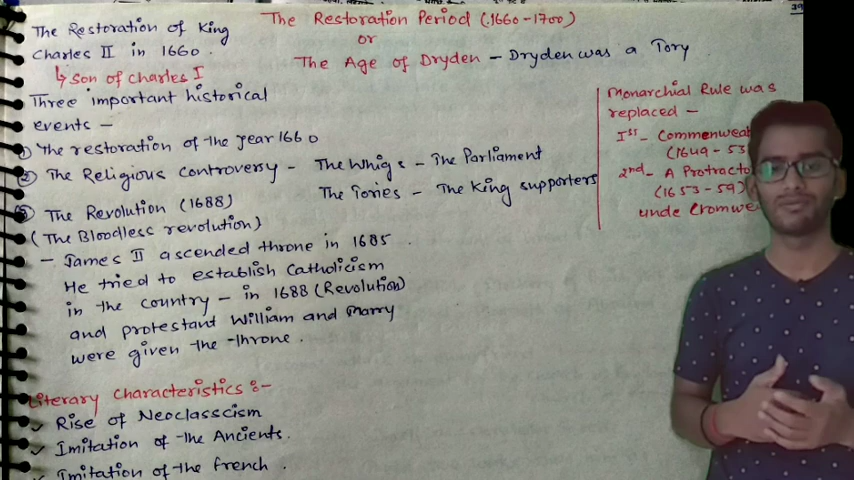 The Restoration Period (.1660-1700)
or
The Age of Dryden - Dryden was a Tory
The Restoration of King
Charles II in 1660.
↳ Son of Charles I
Three important historical
events -
① The restoration of the year 1660
② The Religious controversy - The Whigs - The Parliament
The Tories - The King supporters
③ The Revolution (1688)
(The Bloodless revolution)
- James II ascended throne in 1685.
He tried to establish Catholicism
in the country - in 1688 (Revolution)
and protestant William and Marry
were given the throne.
Literary Characteristics :-
✓ Rise of Neoclasscism
✓ Imitation of the Ancients.
✓ Imitation of the french.
Monarchial Rule was
replaced -
Ist - Commenweal
(1649-53
2nd - A Protracto
(1653-59)
unde Cromwe